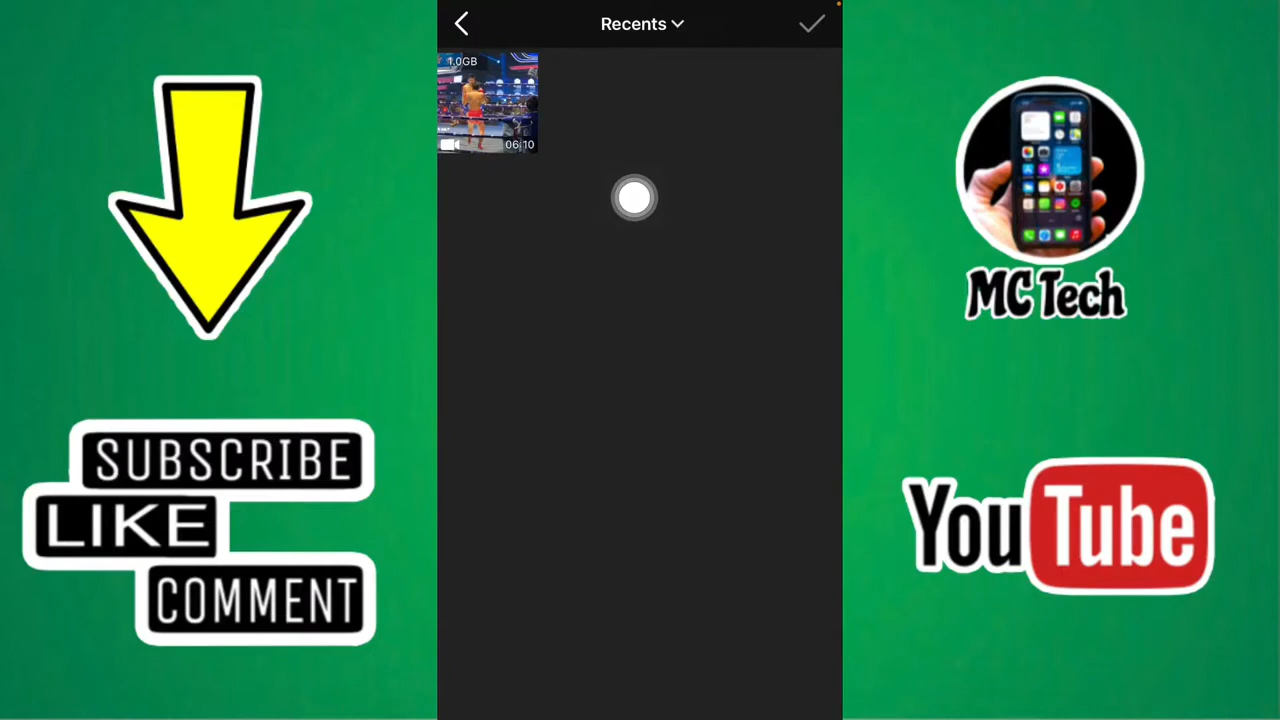 Recents
1.0GB
06:10
MC Tech
SUBSCRIBE
LIKE
COMMENT
YouTube